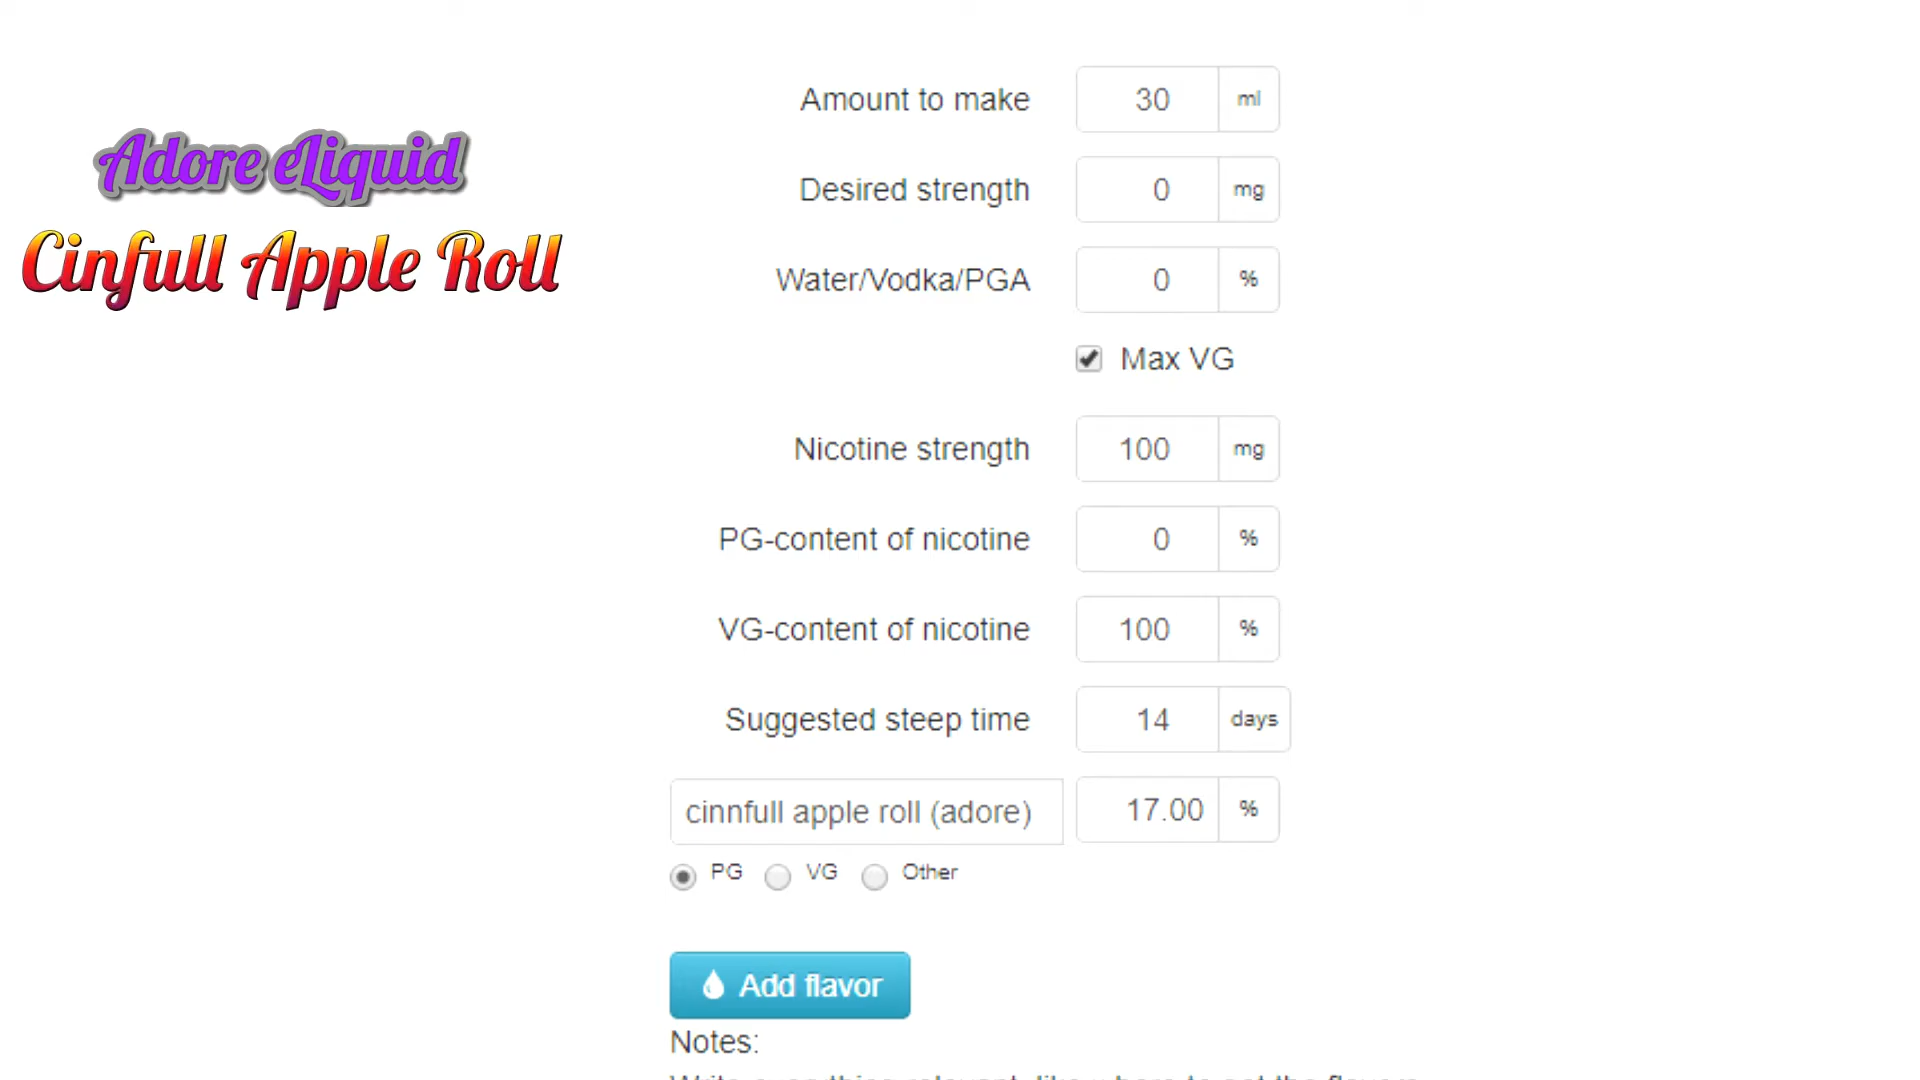 Adore eLiquid
Cinfull Apple Roll
Amount to make 30 ml
Desired strength 0 mg
Water/Vodka/PGA 0 %
Max VG
Nicotine strength 100 mg
PG-content of nicotine 0 %
VG-content of nicotine 100 %
Suggested steep time 14 days
cinnfull apple roll (adore) 17.00 %
PG VG Other
Add flavor
Notes: